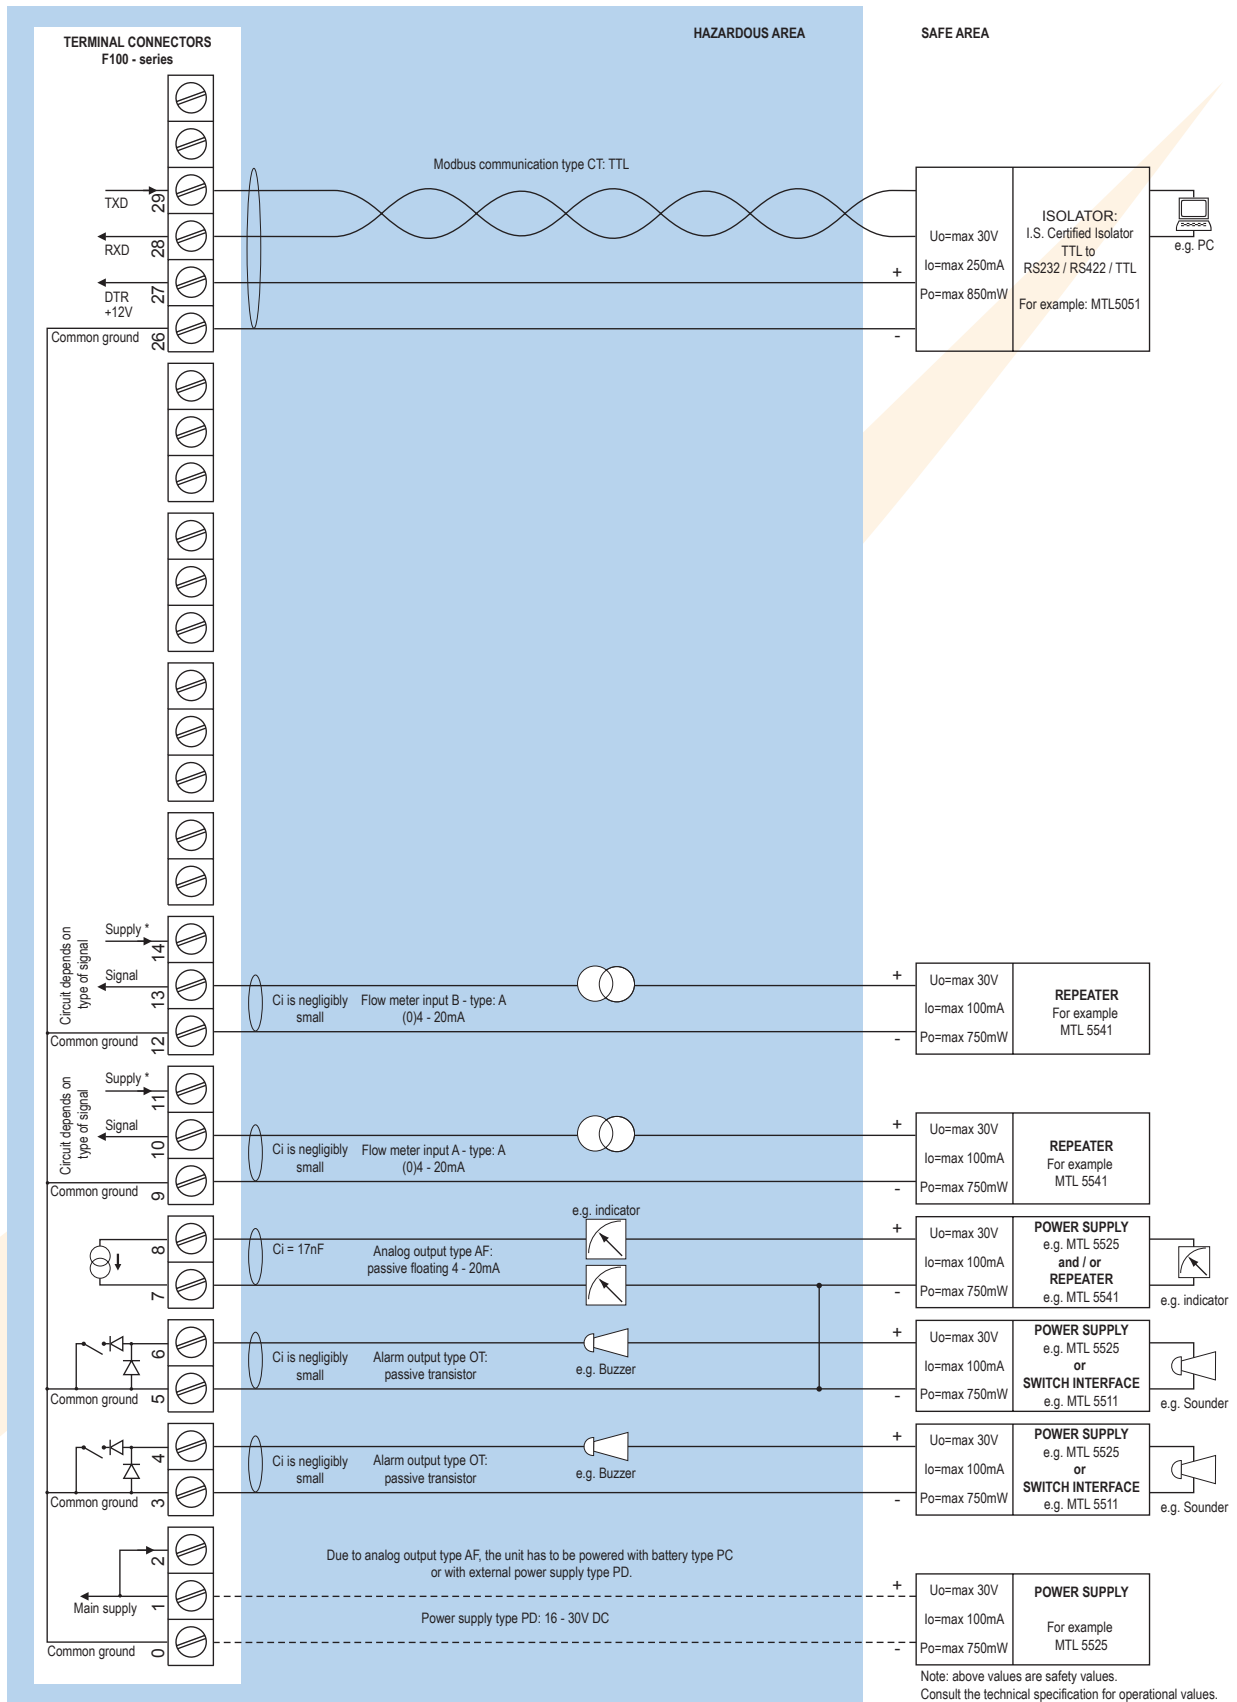 TERMINAL CONNECTORS
F100 - series
HAZARDOUS AREA
SAFE AREA
Modbus communication type CT: TTL
TXD
29
RXD
28
DTR
+12V
27
Common ground
26
+
-
Uo=max 30V
Io=max 250mA
Po=max 850mW
ISOLATOR:
I.S. Certified Isolator
TTL to
RS232 / RS422 / TTL
For example: MTL5051
e.g. PC
Circuit depends on
type of signal
Supply *
14
Signal
13
Common ground
12
Ci is negligibly
small
Flow meter input B - type: A
(0)4 - 20mA
+
-
Uo=max 30V
Io=max 100mA
Po=max 750mW
REPEATER
For example
MTL 5541
Circuit depends on
type of signal
Supply *
11
Signal
10
Common ground
9
Ci is negligibly
small
Flow meter input A - type: A
(0)4 - 20mA
+
-
Uo=max 30V
Io=max 100mA
Po=max 750mW
REPEATER
For example
MTL 5541
8
7
Ci = 17nF
Analog output type AF:
passive floating 4 - 20mA
e.g. indicator
+
-
Uo=max 30V
Io=max 100mA
Po=max 750mW
POWER SUPPLY
e.g. MTL 5525
and / or
REPEATER
e.g. MTL 5541
e.g. indicator
6
Common ground
5
Ci is negligibly
small
Alarm output type OT:
passive transistor
e.g. Buzzer
+
-
Uo=max 30V
Io=max 100mA
Po=max 750mW
POWER SUPPLY
e.g. MTL 5525
or
SWITCH INTERFACE
e.g. MTL 5511
e.g. Sounder
4
Common ground
3
Ci is negligibly
small
Alarm output type OT:
passive transistor
e.g. Buzzer
+
-
Uo=max 30V
Io=max 100mA
Po=max 750mW
POWER SUPPLY
e.g. MTL 5525
or
SWITCH INTERFACE
e.g. MTL 5511
e.g. Sounder
2
Main supply
1
Common ground
0
Due to analog output type AF, the unit has to be powered with battery type PC
or with external power supply type PD.
Power supply type PD: 16 - 30V DC
+
-
Uo=max 30V
Io=max 100mA
Po=max 750mW
POWER SUPPLY
For example
MTL 5525
Note: above values are safety values.
Consult the technical specification for operational values.